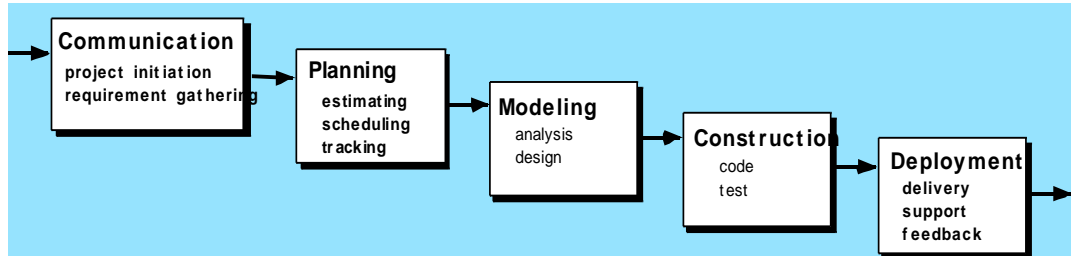 Communication
project initiation
requirement gathering
Planning
estimating
scheduling
tracking
Modeling
analysis
design
Construction
code
test
Deployment
delivery
support
feedback